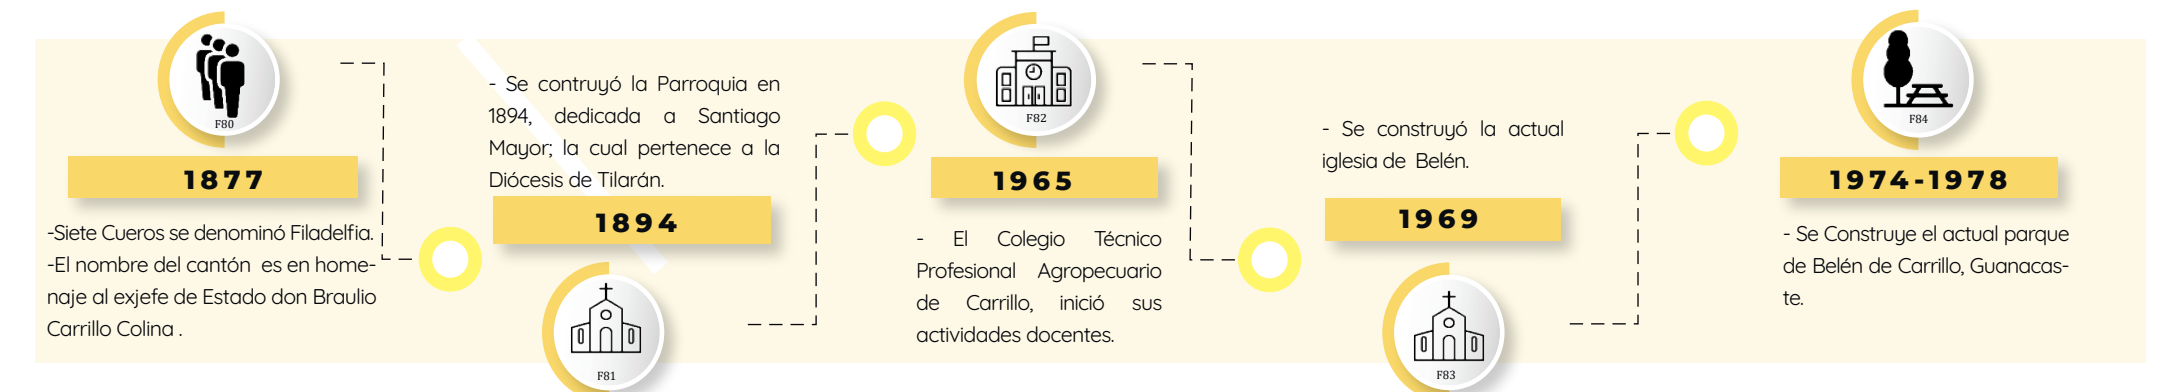 F80
1877
-Siete Cueros se denominó Filadelfia.
-El nombre del cantón es en home-
naje al exjefe de Estado don Braulio
Carrillo Colina .
- Se contruyó la Parroquia en
1894, dedicada a Santiago
Mayor; la cual pertenece a la
Diócesis de Tilarán.
1894
F81
F82
1965
- El Colegio Técnico
Profesional Agropecuario
de Carrillo, inició sus
actividades docentes.
- Se construyó la actual
iglesia de Belén.
1969
F83
F84
1974-1978
- Se Construye el actual parque
de Belén de Carrillo, Guanacas-
te.